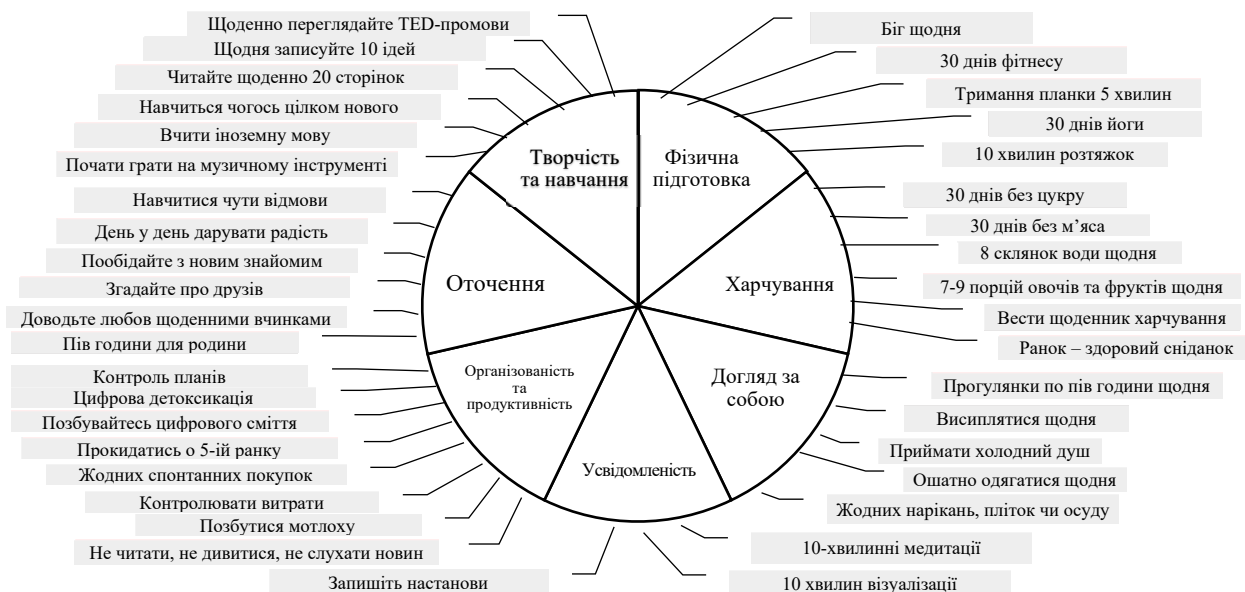 Щоденно переглядайте TED-промови
Щодня записуйте 10 ідей
Читайте щоденно 20 сторінок
Навчиться чогось цілком нового
Вчити іноземну мову
Почати грати на музичному інструменті
Навчитися чути відмови
День у день дарувати радість
Пообідайте з новим знайомим
Згадайте про друзів
Доводьте любов щоденними вчинками
Пів години для родини
Контроль планів
Цифрова детоксикація
Позбувайтесь цифрового сміття
Прокидатись о 5-ій ранку
Жодних спонтанних покупок
Контролювати витрати
Позбутися мотлоху
Не читати, не дивитися, не слухати новин
Запишіть настанови
Творчість
та навчання
Фізична
підготовка
Оточення
Харчування
Організованість
та
продуктивність
Догляд за
собою
Усвідомленість
Біг щодня
30 днів фітнесу
Тримання планки 5 хвилин
30 днів йоги
10 хвилин розтяжок
30 днів без цукру
30 днів без м’яса
8 склянок води щодня
7-9 порцій овочів та фруктів щодня
Вести щоденник харчування
Ранок – здоровий сніданок
Прогулянки по пів години щодня
Висиплятися щодня
Приймати холодний душ
Ошатно одягатися щодня
Жодних нарікань, пліток чи осуду
10-хвилинні медитації
10 хвилин візуалізації